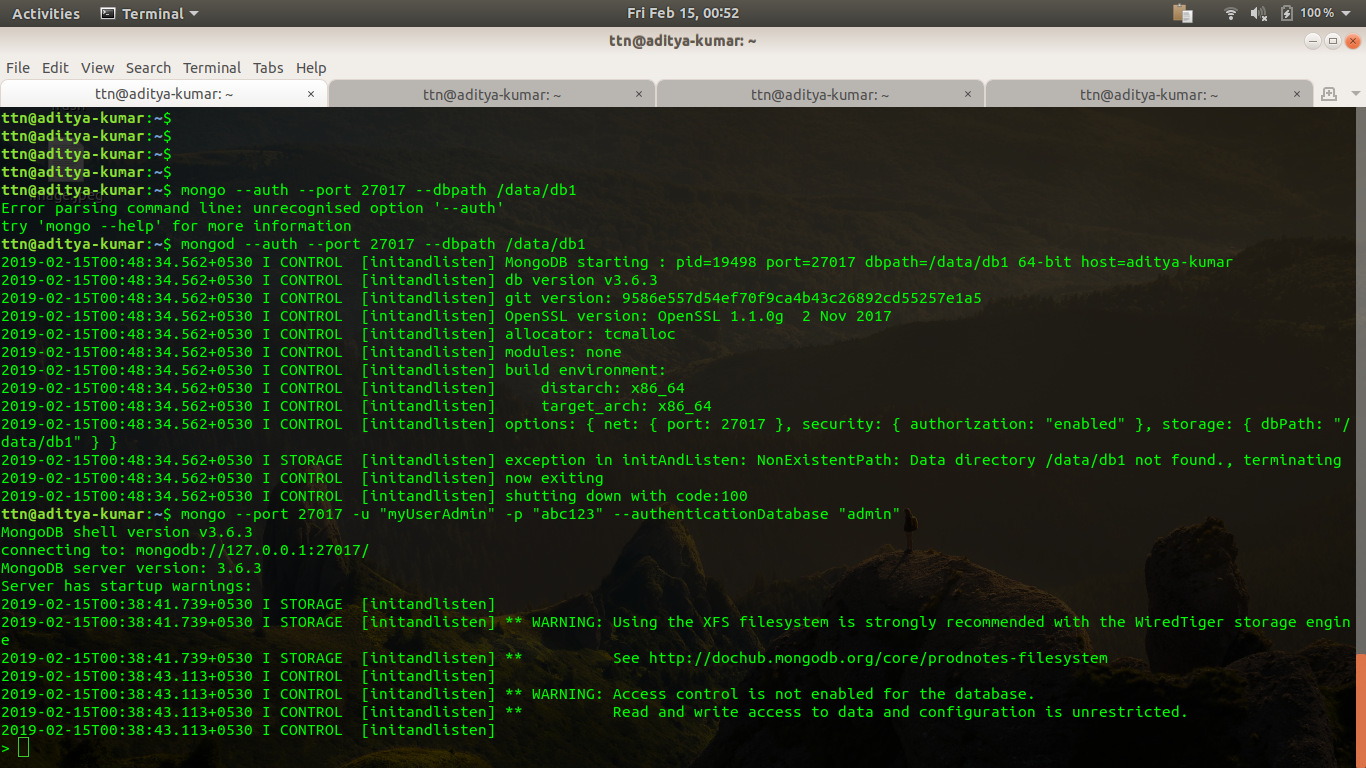 Activities Terminal Fri Feb 15, 00:52 100%
ttn@aditya-kumar: ~
File Edit View Search Terminal Tabs Help
ttn@aditya-kumar: ~ × ttn@aditya-kumar: ~ × ttn@aditya-kumar: ~ × ttn@aditya-kumar: ~ ×
ttn@aditya-kumar:~$
ttn@aditya-kumar:~$
ttn@aditya-kumar:~$
ttn@aditya-kumar:~$
ttn@aditya-kumar:~$ mongo --auth --port 27017 --dbpath /data/db1
Error parsing command line: unrecognised option '--auth'
try 'mongo --help' for more information
ttn@aditya-kumar:~$ mongod --auth --port 27017 --dbpath /data/db1
2019-02-15T00:48:34.562+0530 I CONTROL  [initandlisten] MongoDB starting : pid=19498 port=27017 dbpath=/data/db1 64-bit host=aditya-kumar
2019-02-15T00:48:34.562+0530 I CONTROL  [initandlisten] db version v3.6.3
2019-02-15T00:48:34.562+0530 I CONTROL  [initandlisten] git version: 9586e557d54ef70f9ca4b43c26892cd55257e1a5
2019-02-15T00:48:34.562+0530 I CONTROL  [initandlisten] OpenSSL version: OpenSSL 1.1.0g  2 Nov 2017
2019-02-15T00:48:34.562+0530 I CONTROL  [initandlisten] allocator: tcmalloc
2019-02-15T00:48:34.562+0530 I CONTROL  [initandlisten] modules: none
2019-02-15T00:48:34.562+0530 I CONTROL  [initandlisten] build environment:
2019-02-15T00:48:34.562+0530 I CONTROL  [initandlisten]     distarch: x86_64
2019-02-15T00:48:34.562+0530 I CONTROL  [initandlisten]     target_arch: x86_64
2019-02-15T00:48:34.562+0530 I CONTROL  [initandlisten] options: { net: { port: 27017 }, security: { authorization: "enabled" }, storage: { dbPath: "/
data/db1" } }
2019-02-15T00:48:34.562+0530 I STORAGE  [initandlisten] exception in initAndListen: NonExistentPath: Data directory /data/db1 not found., terminating
2019-02-15T00:48:34.562+0530 I CONTROL  [initandlisten] now exiting
2019-02-15T00:48:34.562+0530 I CONTROL  [initandlisten] shutting down with code:100
ttn@aditya-kumar:~$ mongo --port 27017 -u "myUserAdmin" -p "abc123" --authenticationDatabase "admin"
MongoDB shell version v3.6.3
connecting to: mongodb://127.0.0.1:27017/
MongoDB server version: 3.6.3
Server has startup warnings:
2019-02-15T00:38:41.739+0530 I STORAGE  [initandlisten]
2019-02-15T00:38:41.739+0530 I STORAGE  [initandlisten] ** WARNING: Using the XFS filesystem is strongly recommended with the WiredTiger storage engin
e
2019-02-15T00:38:41.739+0530 I STORAGE  [initandlisten] **          See http://dochub.mongodb.org/core/prodnotes-filesystem
2019-02-15T00:38:43.113+0530 I CONTROL  [initandlisten]
2019-02-15T00:38:43.113+0530 I CONTROL  [initandlisten] ** WARNING: Access control is not enabled for the database.
2019-02-15T00:38:43.113+0530 I CONTROL  [initandlisten] **          Read and write access to data and configuration is unrestricted.
2019-02-15T00:38:43.113+0530 I CONTROL  [initandlisten]
>